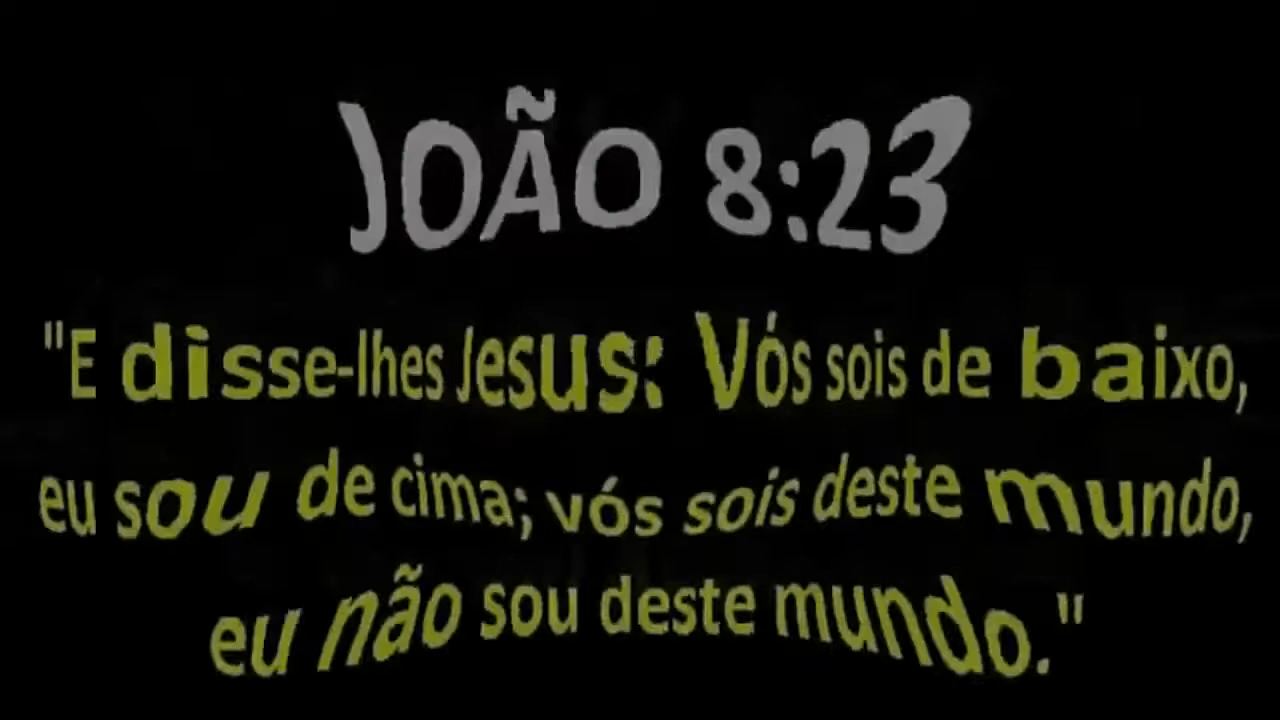 JOÃO 8:23
"E disse-lhes Jesus: Vós sois de baixo,
eu sou de cima; vós sois deste mundo,
eu não sou deste mundo."